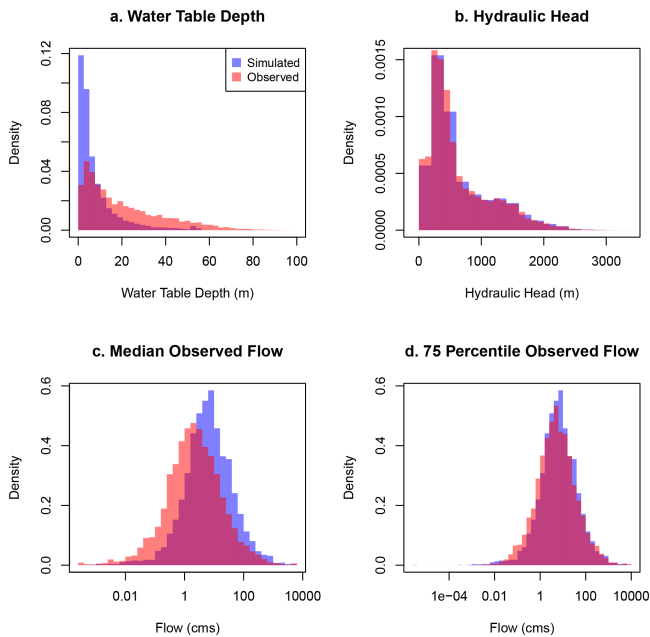 a. Water Table Depth
Density
0.00
0.04
0.08
0.12
Simulated
Observed
0 20 40 60 80 100
Water Table Depth (m)
b. Hydraulic Head
Density
0.0000
0.0005
0.0010
0.0015
0 1000 2000 3000
Hydraulic Head (m)
c. Median Observed Flow
Density
0.0
0.2
0.4
0.6
0.01 1 100 10000
Flow (cms)
d. 75 Percentile Observed Flow
Density
0.0
0.2
0.4
0.6
1e−04 0.01 1 100 10000
Flow (cms)